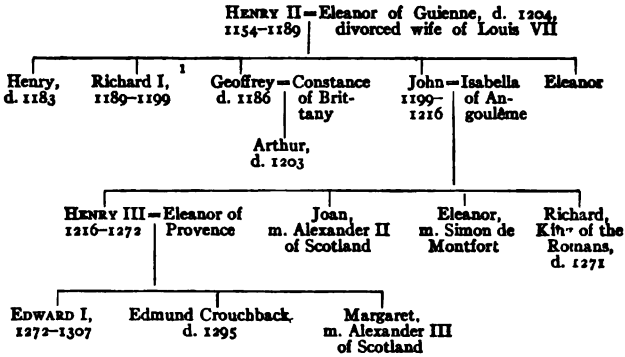 HENRY II=Eleanor of Guienne, d. 1204,
1154–1189 divorced wife of Louis VII
1
Henry, Richard I, Geoffrey=Constance John=Isabella Eleanor
d. 1183 1189–1199 d. 1186 of Brit- 1199– of An-
tany 1216 goulême
Arthur,
d. 1203
HENRY III=Eleanor of Joan, Eleanor, Richard,
1216–1272 Provence m. Alexander II m. Simon de of the
of Scotland Montfort Romans,
d. 1271
EDWARD I, Edmund Crouchback, Margaret,
1272–1307 d. 1295 m. Alexander III
of Scotland